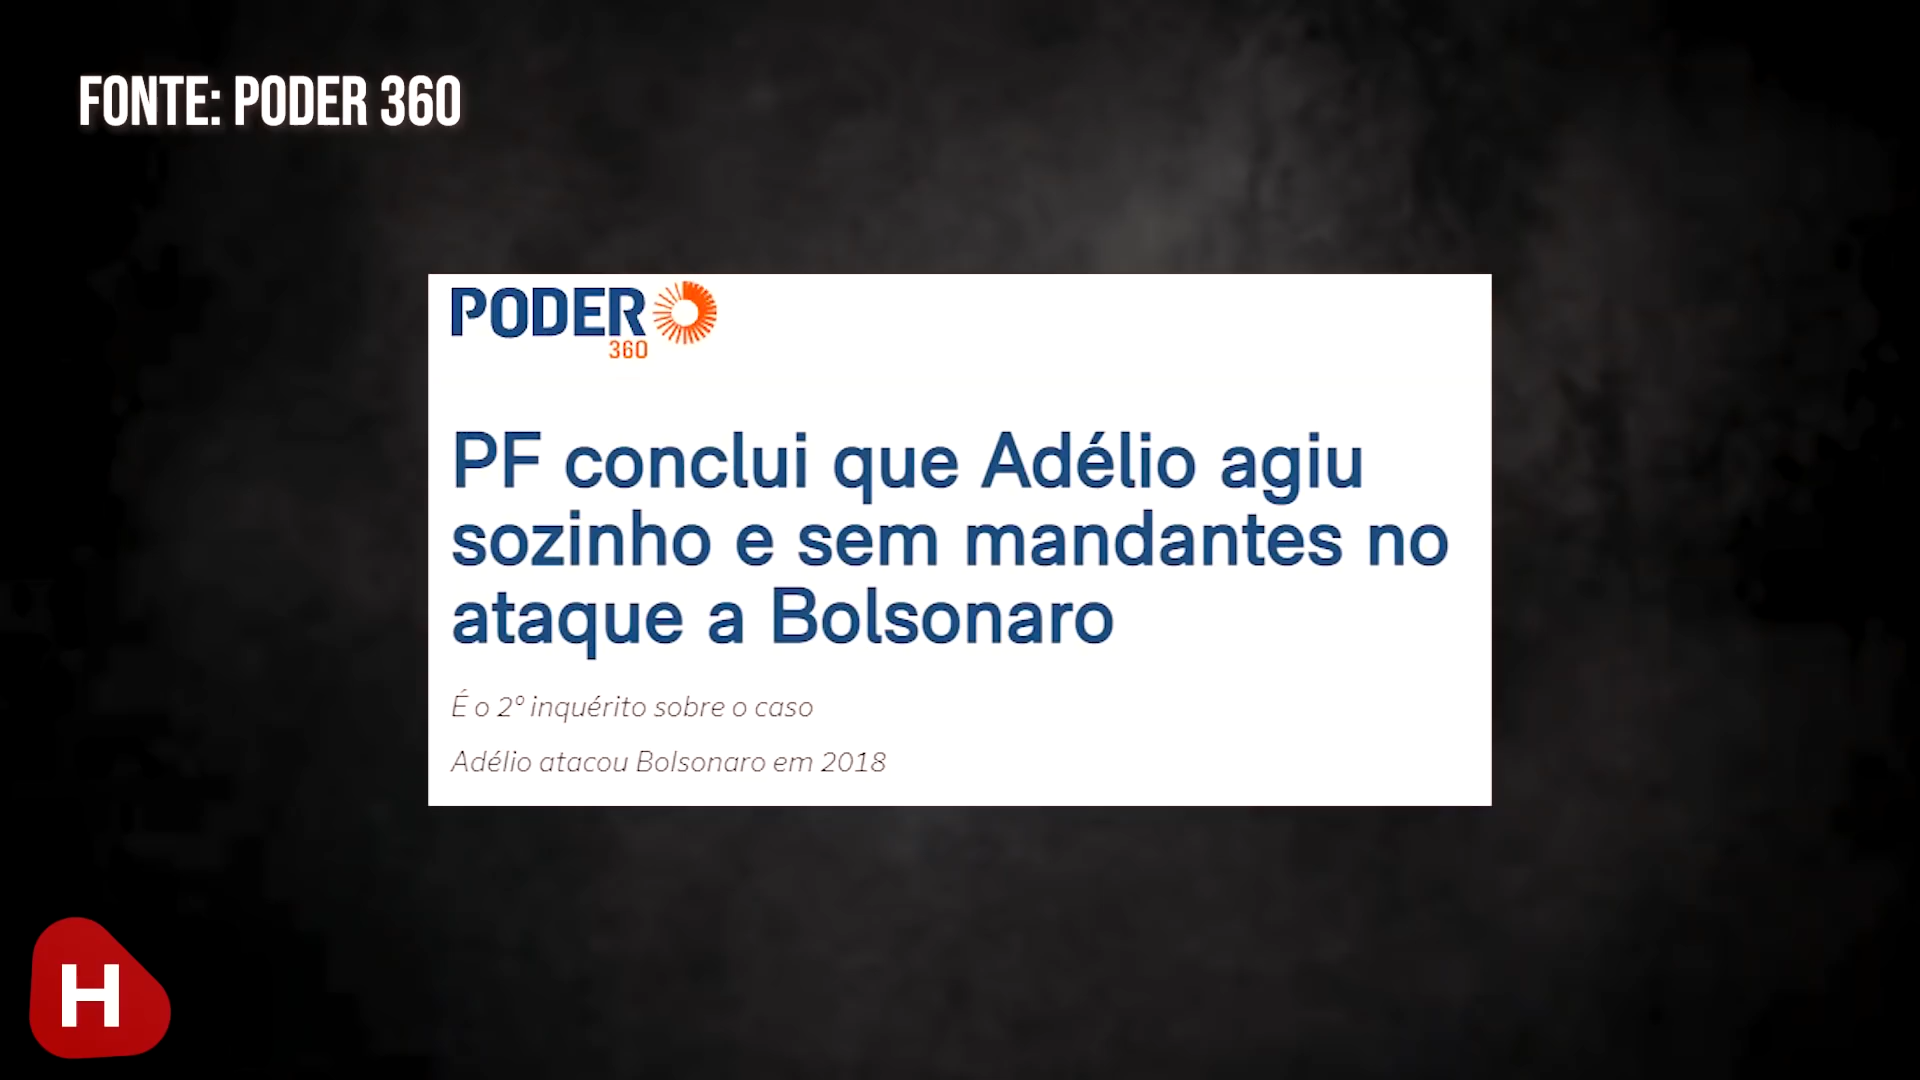 FONTE: PODER 360
PODER
360
PF conclui que Adélio agiu
sozinho e sem mandantes no
ataque a Bolsonaro
É o 2º inquérito sobre o caso
Adélio atacou Bolsonaro em 2018
H